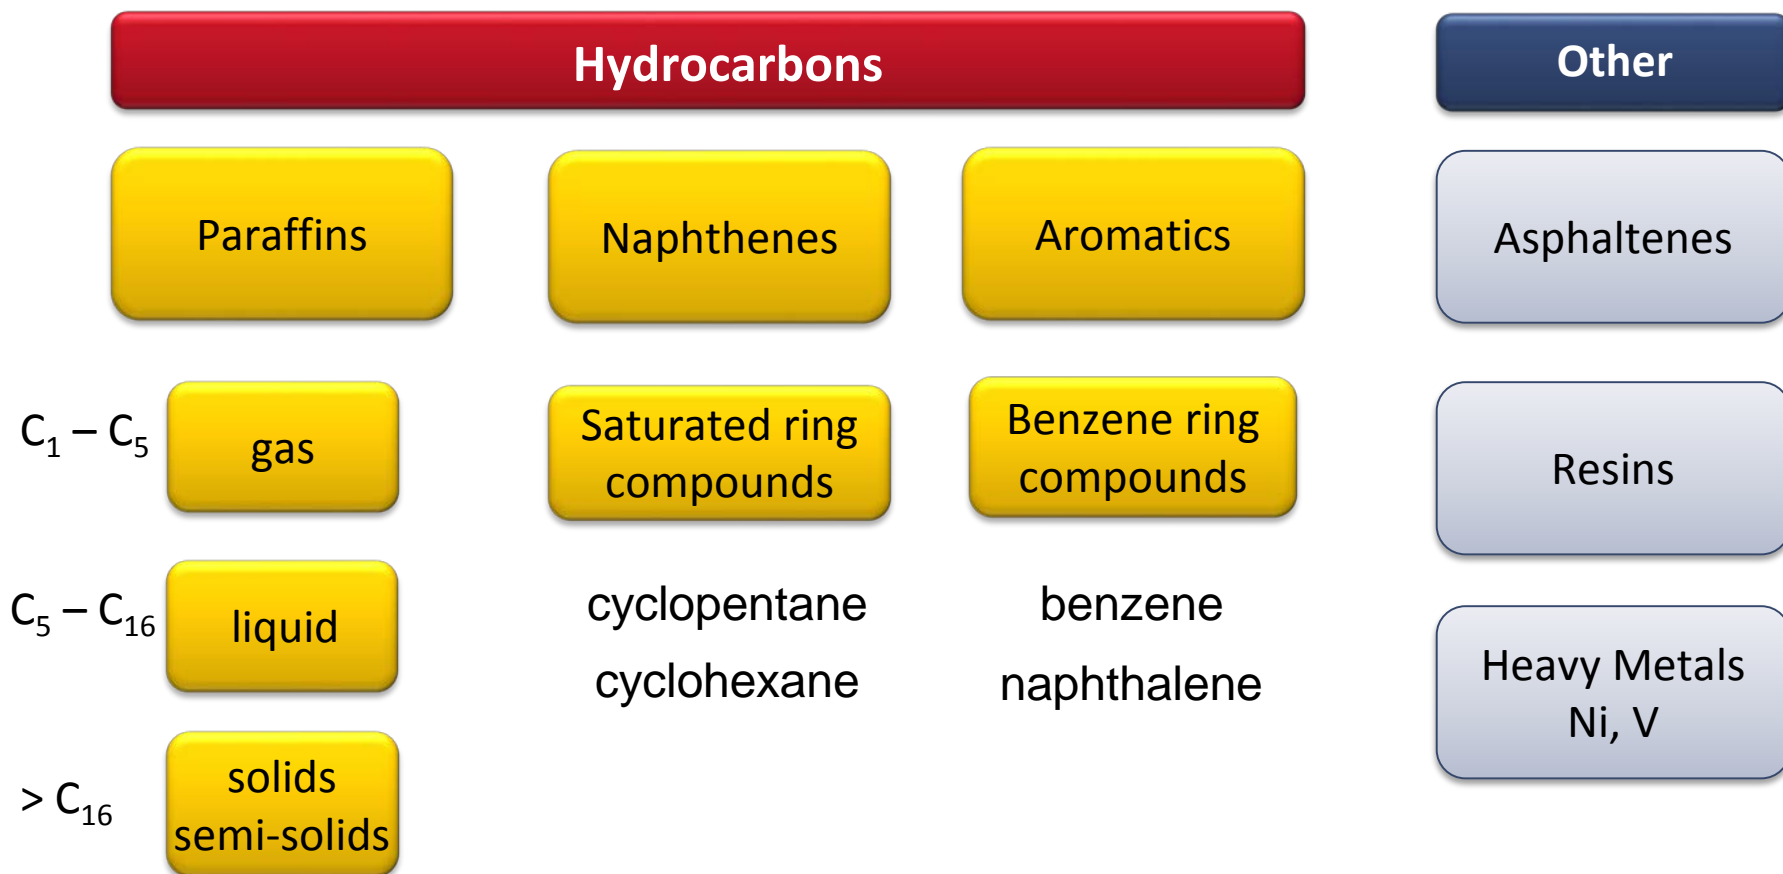 Hydrocarbons
Other
Paraffins
Naphthenes
Aromatics
Asphaltenes
C₁ – C₅
gas
Saturated ring
compounds
Benzene ring
compounds
Resins
C₅ – C₁₆
liquid
cyclopentane
cyclohexane
benzene
naphthalene
Heavy Metals
Ni, V
> C₁₆
solids
semi-solids